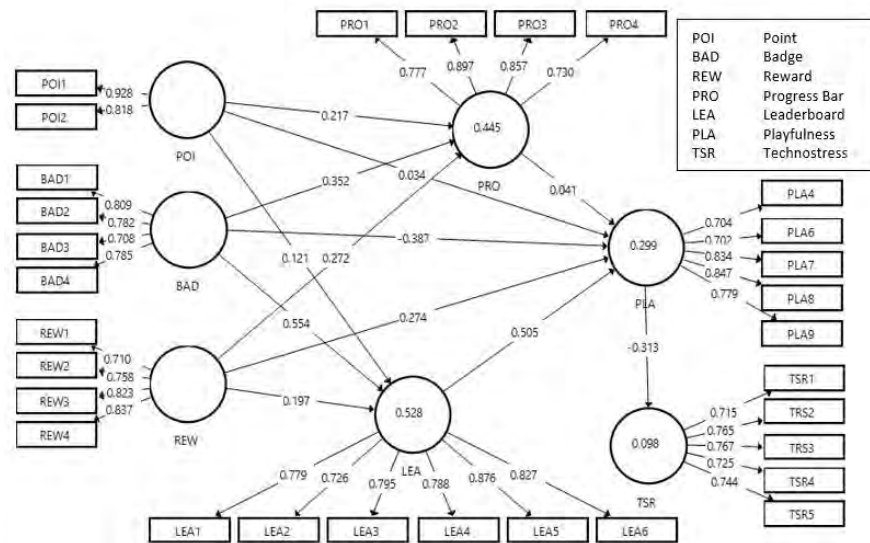 PRO1 PRO2 PRO3 PRO4
POI Point
BAD Badge
REW Reward
PRO Progress Bar
LEA Leaderboard
PLA Playfulness
TSR Technostress
0.777 0.897 0.857 0.730
POI1
POI2
0.928
0.818
POI
0.217
0.445
PRO
0.352
0.034
0.041
BAD1
BAD2
BAD3
BAD4
0.809
0.782
0.708
0.785
BAD
-0.387
0.121
0.272
0.299
PLA
0.704
0.702
0.834
0.847
0.779
PLA4
PLA6
PLA7
PLA8
PLA9
0.274
0.554
0.505
-0.313
REW1
REW2
REW3
REW4
0.710
0.758
0.823
0.837
REW
0.197
0.528
LEA
0.098
TSR
0.715
0.765
0.767
0.725
0.744
TSR1
TRS2
TRS3
TSR4
TSR5
0.779 0.726 0.795 0.788 0.876 0.827
LEA1 LEA2 LEA3 LEA4 LEA5 LEA6